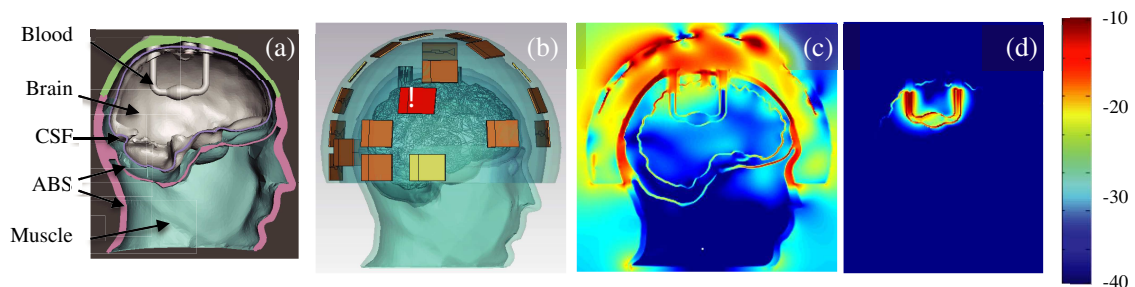 Blood
Brain
CSF
ABS
Muscle
(a)
(b)
!
(c)
(d)
-10
-20
-30
-40